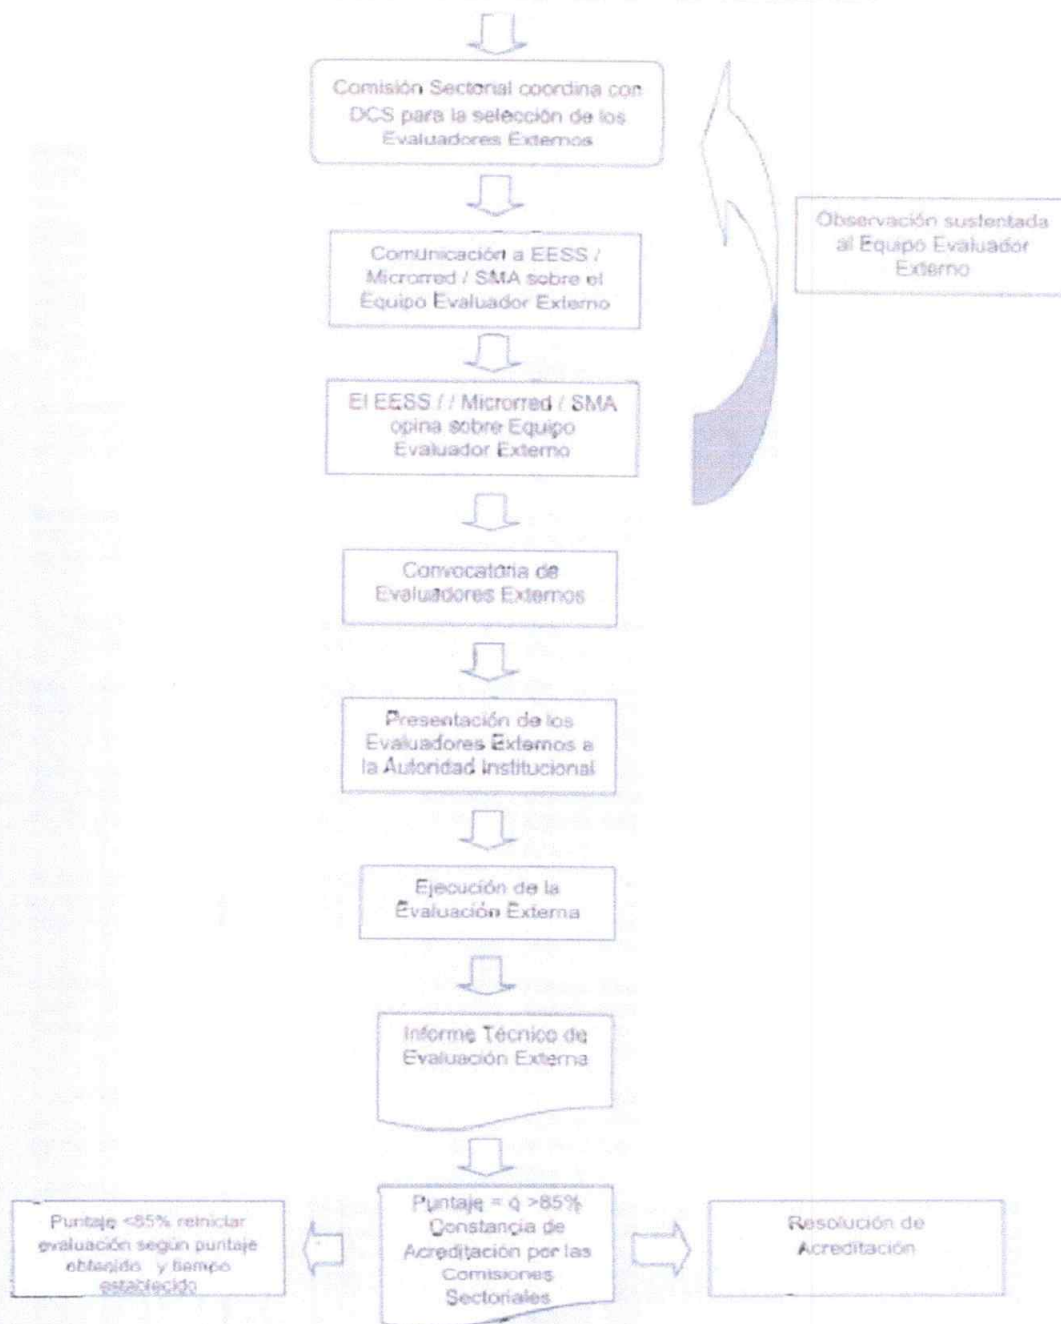 Comisión Sectorial coordina con
DCS para la selección de los
Evaluadores Externos
Observación sustentada
al Equipo Evaluador
Externo
Comunicación a EESS /
Microrred / SMA sobre el
Equipo Evaluador Externo
El EESS / / Microrred / SMA
opina sobre Equipo
Evaluador Externo
Convocatoria de
Evaluadores Externos
Presentación de los
Evaluadores Externos a
la Autoridad Institucional
Ejecución de la
Evaluación Externa
Informe Técnico de
Evaluación Externa
Puntaje <85% reiniciar
evaluación según puntaje
obtenido y tiempo
establecido
Puntaje = ó >85%
Constancia de
Acreditación por las
Comisiones
Sectoriales
Resolución de
Acreditación